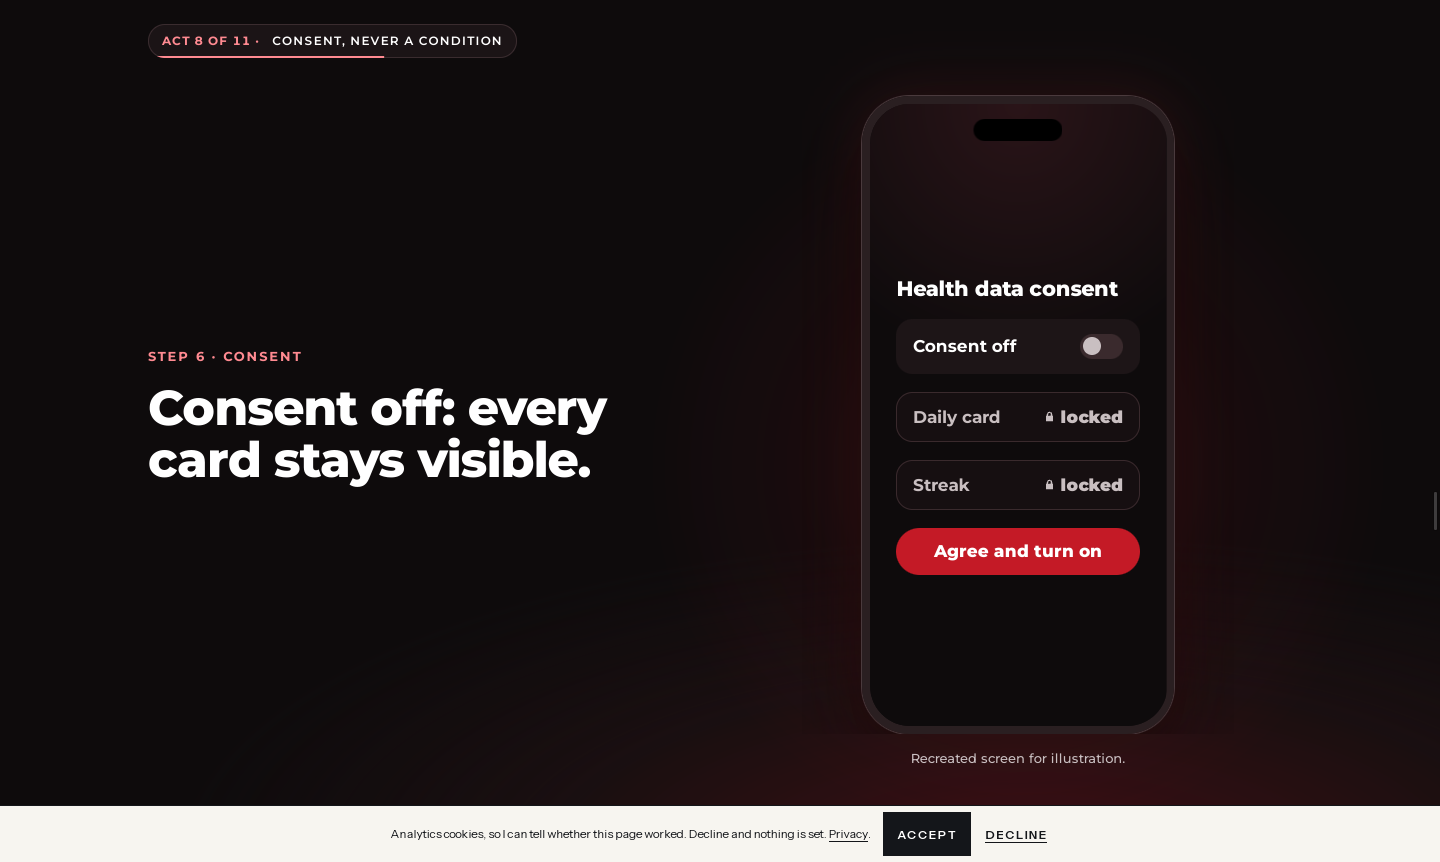 ACT 8 OF 11 · CONSENT, NEVER A CONDITION
STEP 6 · CONSENT
Consent off: every
card stays visible.
Health data consent
Consent off
Daily card locked
Streak locked
Agree and turn on
Recreated screen for illustration.
Analytics cookies, so I can tell whether this page worked. Decline and nothing is set. Privacy. ACCEPT DECLINE